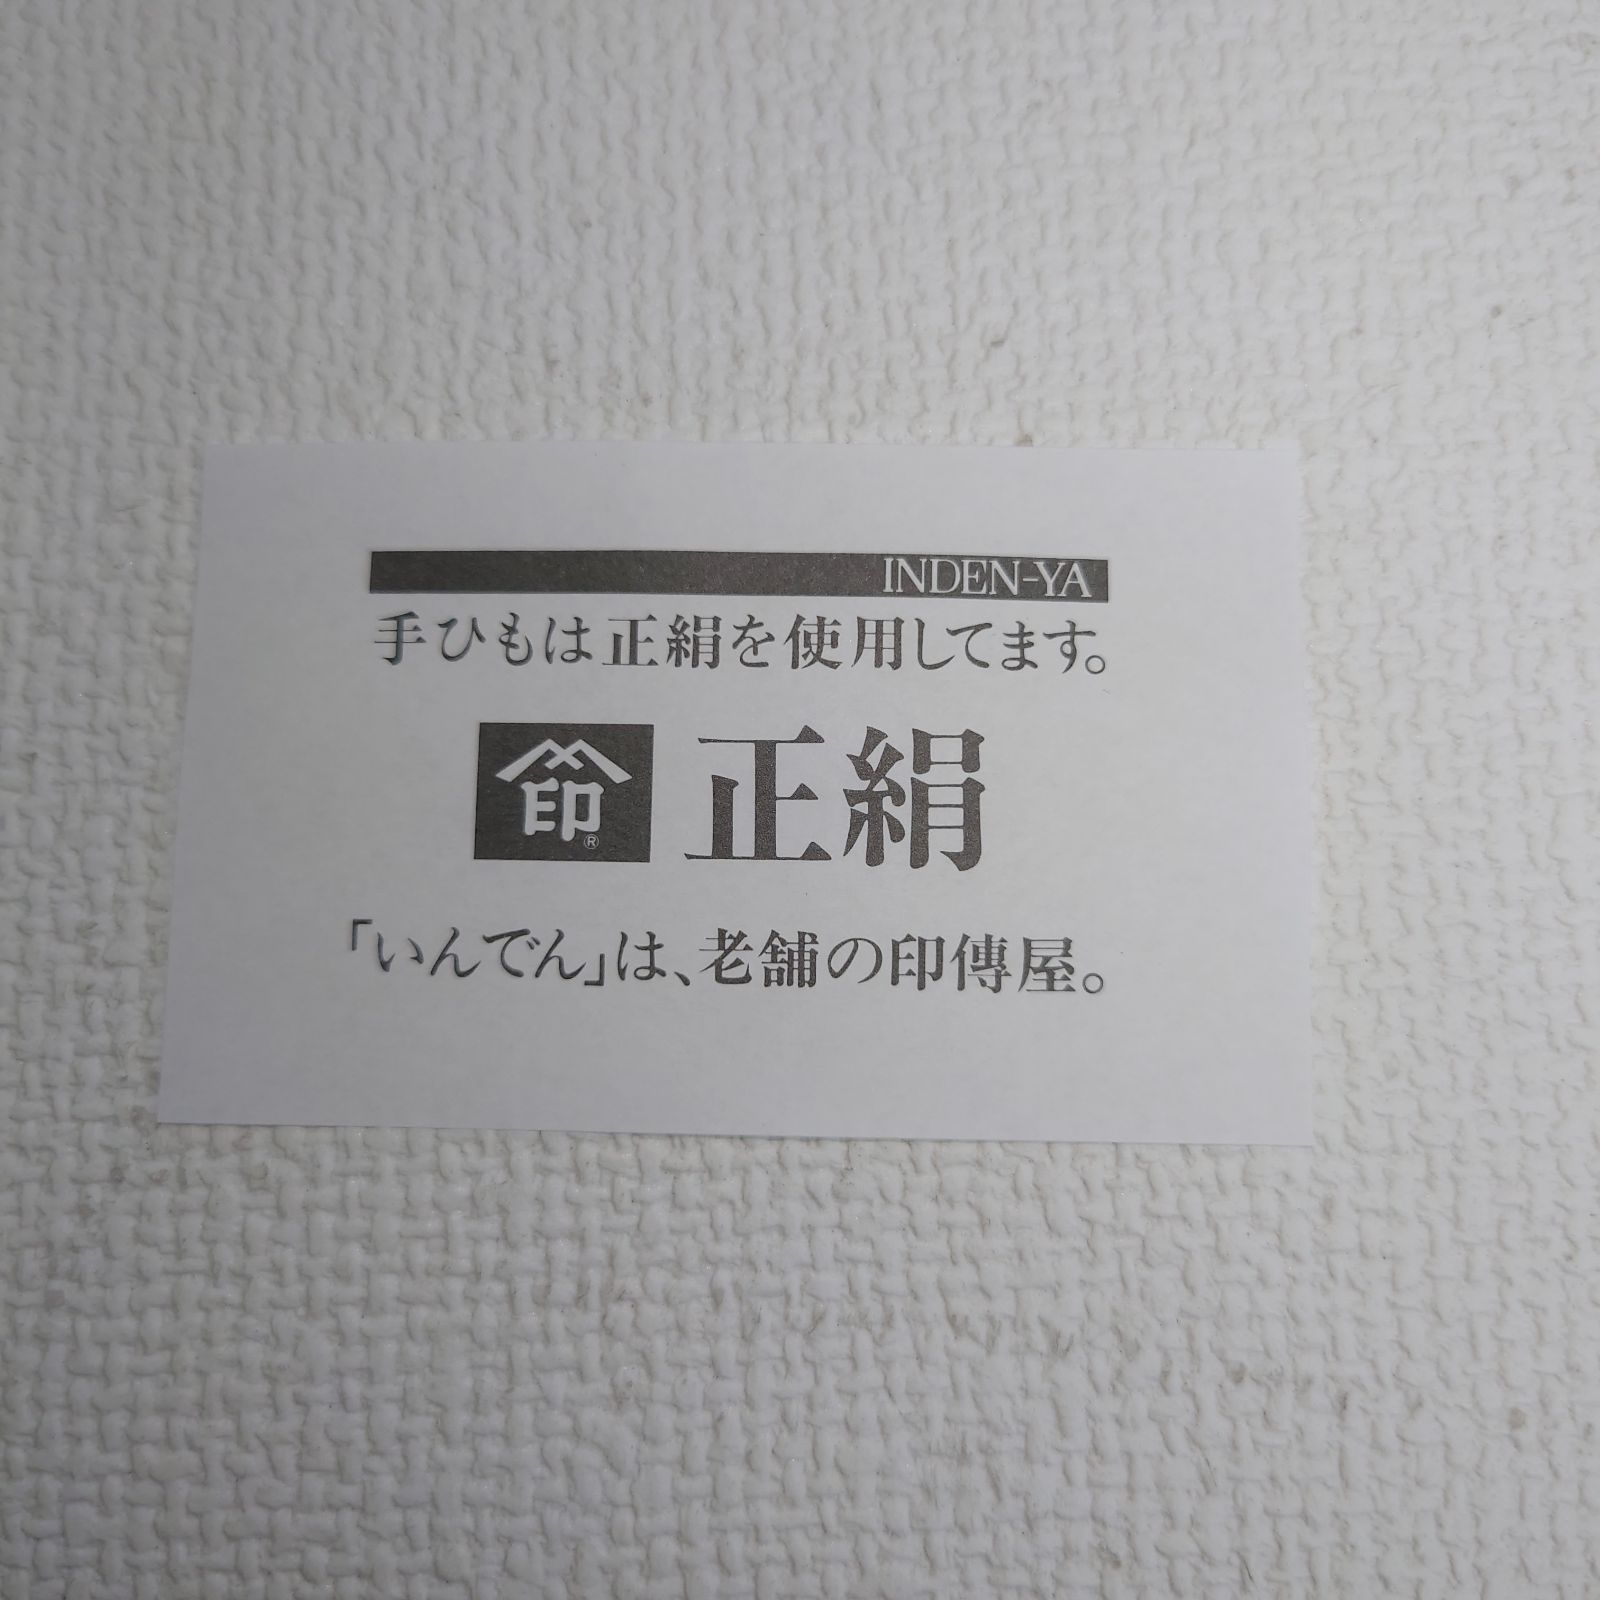 INDEN-YA
手ひもは正絹を使用してます。
印® 正絹
「いんでん」は、老舗の印傳屋。